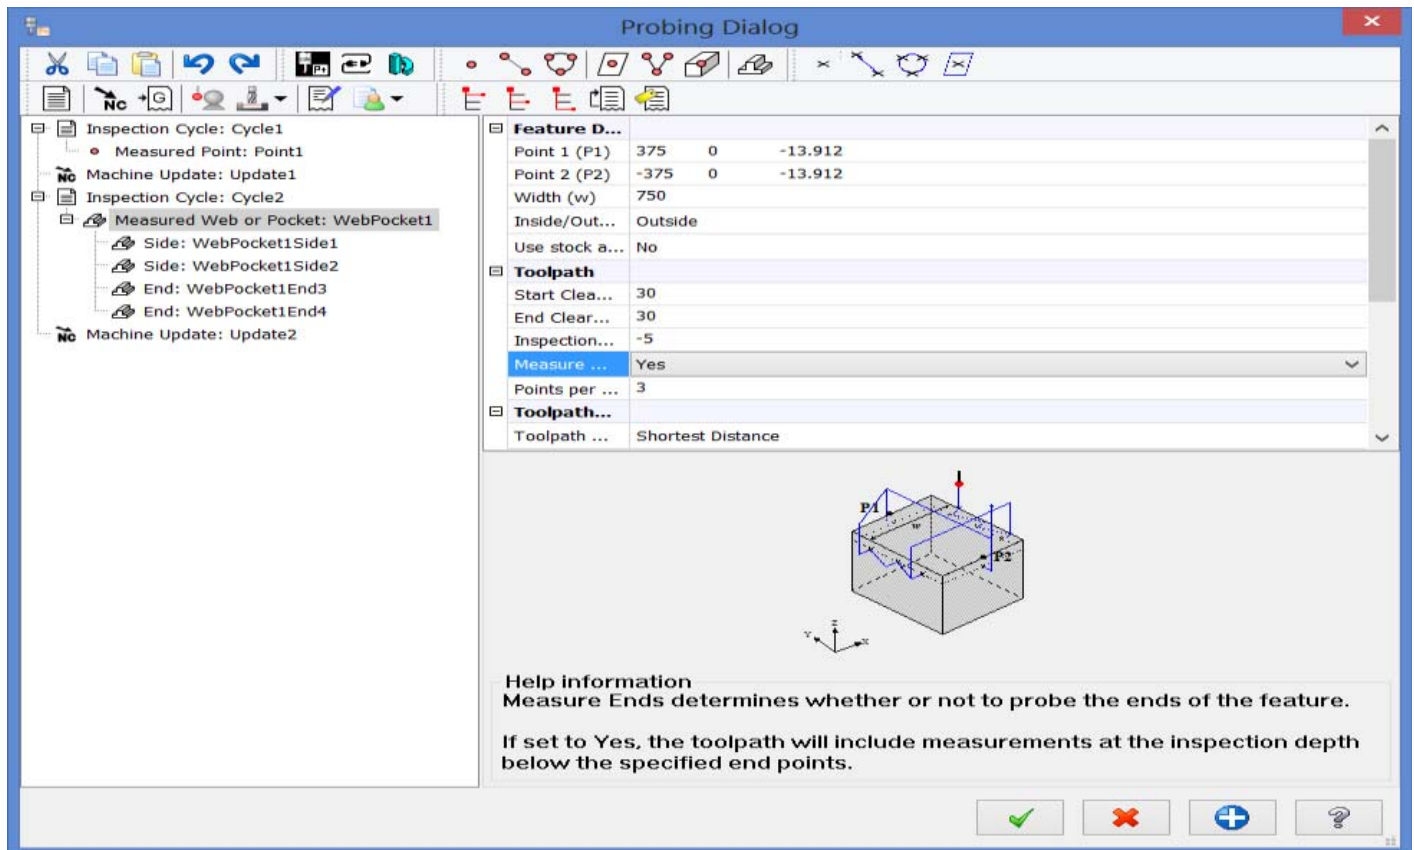 Probing Dialog
P+
NC G
Inspection Cycle: Cycle1
Measured Point: Point1
NC Machine Update: Update1
Inspection Cycle: Cycle2
Measured Web or Pocket: WebPocket1
Side: WebPocket1Side1
Side: WebPocket1Side2
End: WebPocket1End3
End: WebPocket1End4
NC Machine Update: Update2
Feature D...
Point 1 (P1) 375 0 -13.912
Point 2 (P2) -375 0 -13.912
Width (w) 750
Inside/Out... Outside
Use stock a... No
Toolpath
Start Clea... 30
End Clear... 30
Inspection... -5
Measure ... Yes
Points per ... 3
Toolpath...
Toolpath ... Shortest Distance
P1
w
P2
Z
Y X
Help information
Measure Ends determines whether or not to probe the ends of the feature.
If set to Yes, the toolpath will include measurements at the inspection depth
below the specified end points.